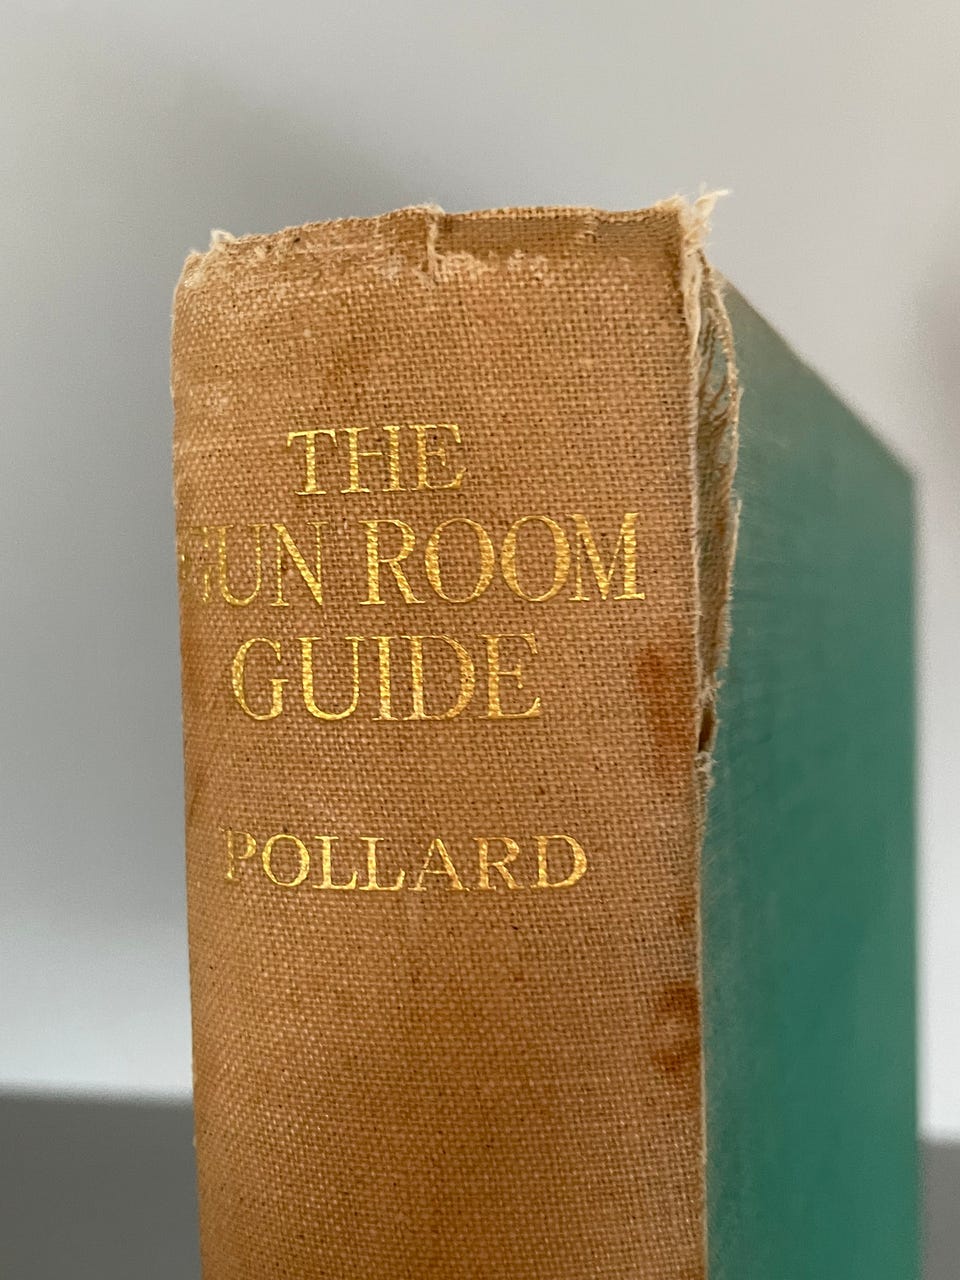 THE
GUN ROOM
GUIDE
POLLARD